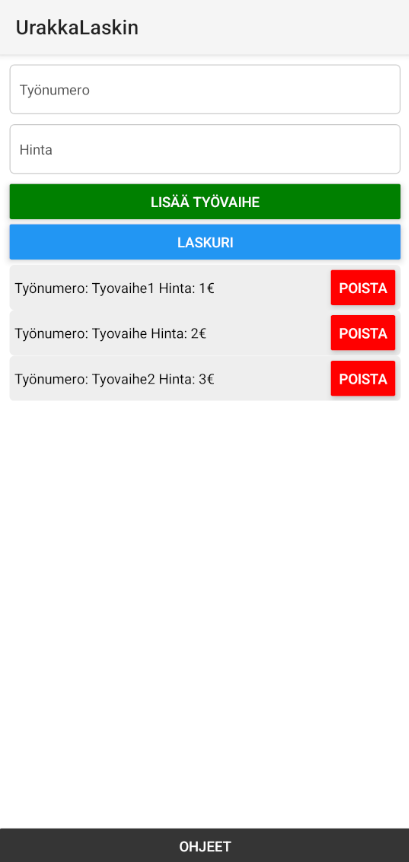 UrakkaLaskin
Työnumero
Hinta
LISÄÄ TYÖVAIHE
LASKURI
Työnumero: Tyovaihe1 Hinta: 1€ POISTA
Työnumero: Tyovaihe Hinta: 2€ POISTA
Työnumero: Tyovaihe2 Hinta: 3€ POISTA
OHJEET